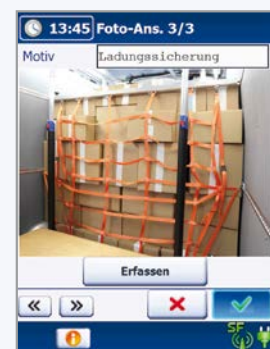 13:45 Foto-Ans. 3/3
Motiv Ladungssicherung
Erfassen
« »
SF